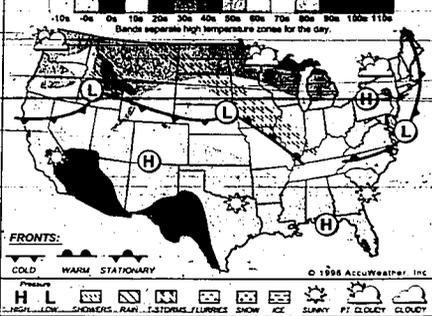 -10s -0s 0s 10s 20s 30s 40s 50s 60s 70s 80s 90s 100s 110s
Bands separate high temperature zones for the day.
L
L
H
L
H
H
FRONTS:
COLD WARM STATIONARY
© 1996 AccuWeather, Inc
Pressure
H L
HIGH LOW SHOWERS RAIN T-STORMS FLURRIES SNOW ICE SUNNY PT CLOUDY CLOUDY